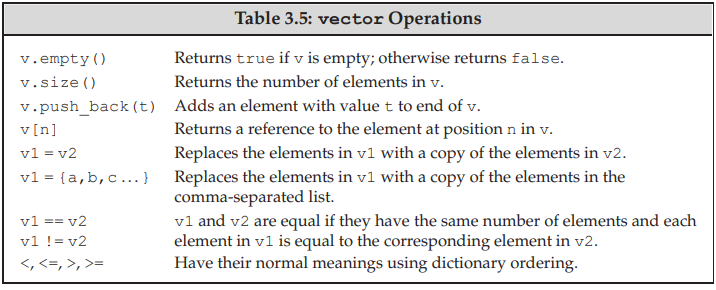 Table 3.5: vector Operations
v.empty() Returns true if v is empty; otherwise returns false.
v.size() Returns the number of elements in v.
v.push_back(t) Adds an element with value t to end of v.
v[n] Returns a reference to the element at position n in v.
v1 = v2 Replaces the elements in v1 with a copy of the elements in v2.
v1 = {a,b,c...} Replaces the elements in v1 with a copy of the elements in the
comma-separated list.
v1 == v2 v1 and v2 are equal if they have the same number of elements and each
v1 != v2 element in v1 is equal to the corresponding element in v2.
<, <=, >, >= Have their normal meanings using dictionary ordering.